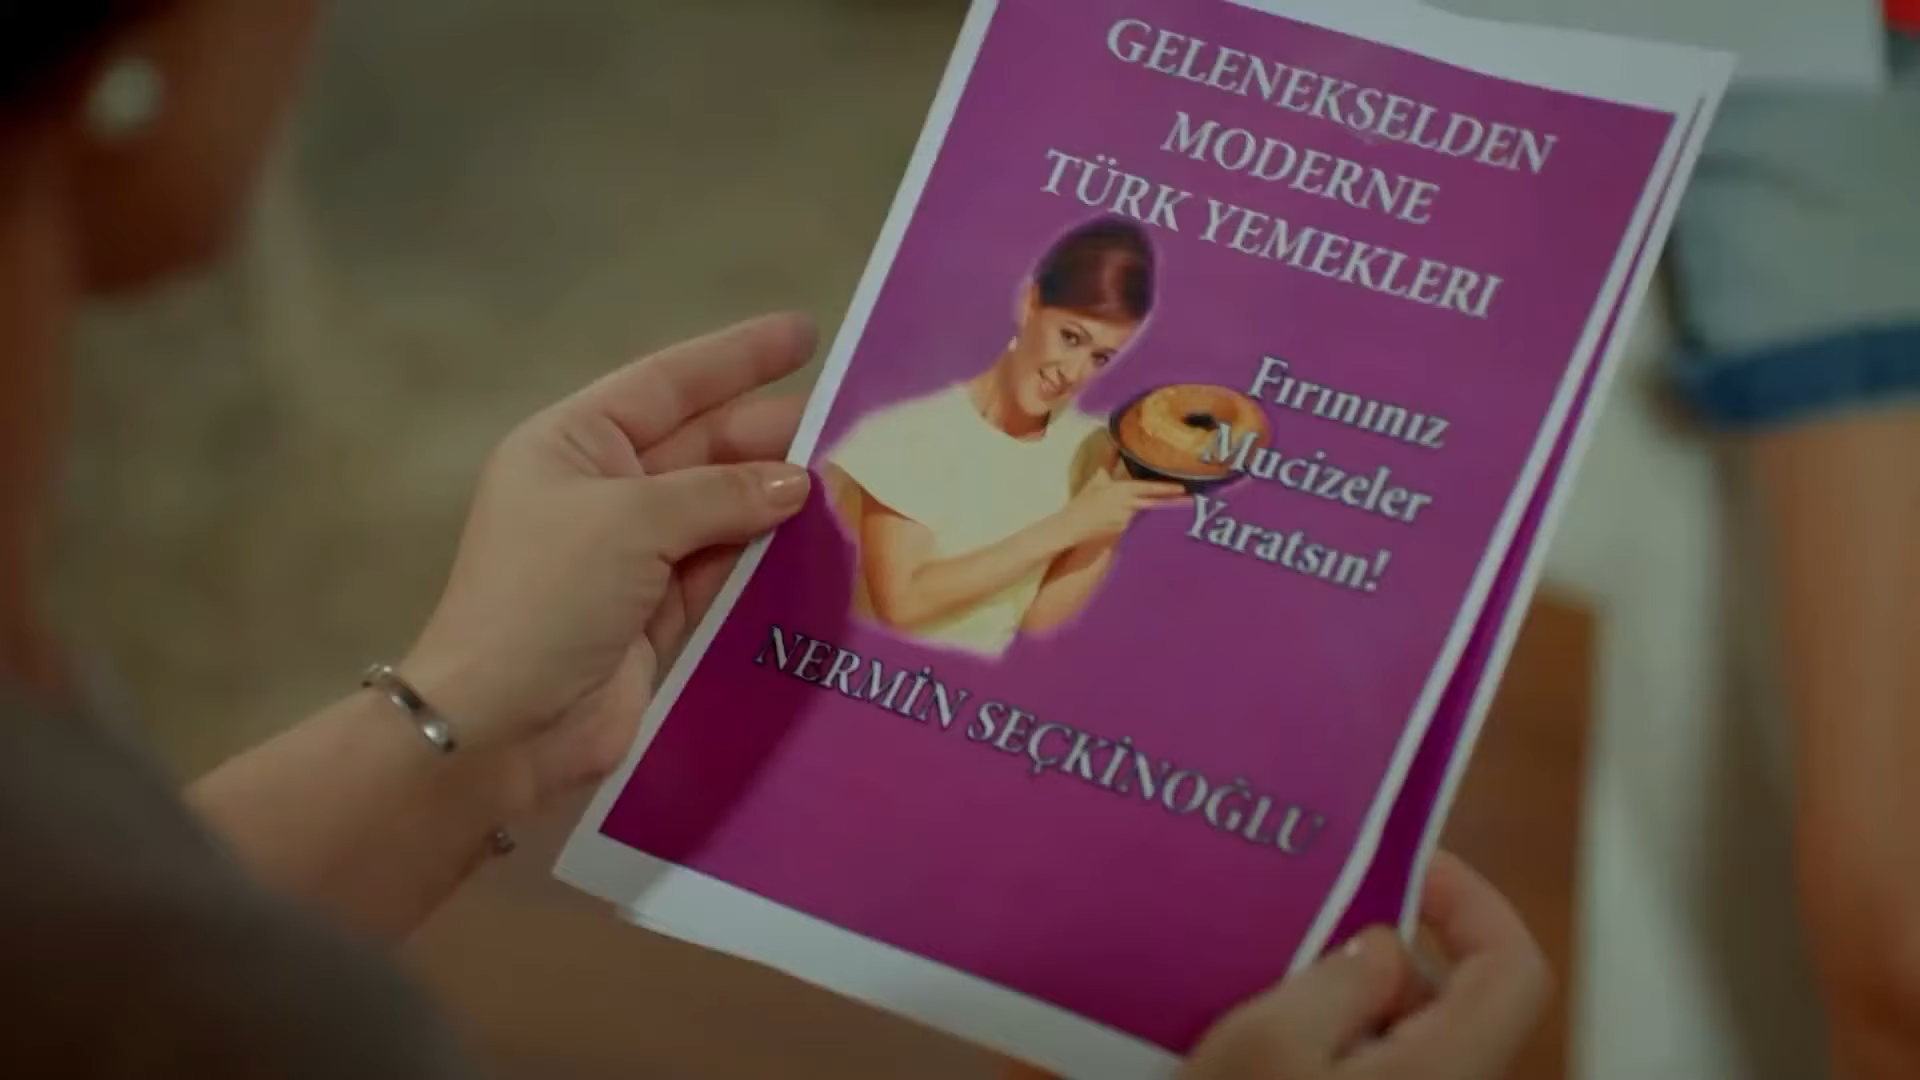 GELENEKSELDEN
MODERNE
TÜRK YEMEKLERI
Fırınınız
Mucizeler
Yaratsın!
NERMİN SEÇKİNOĞLU